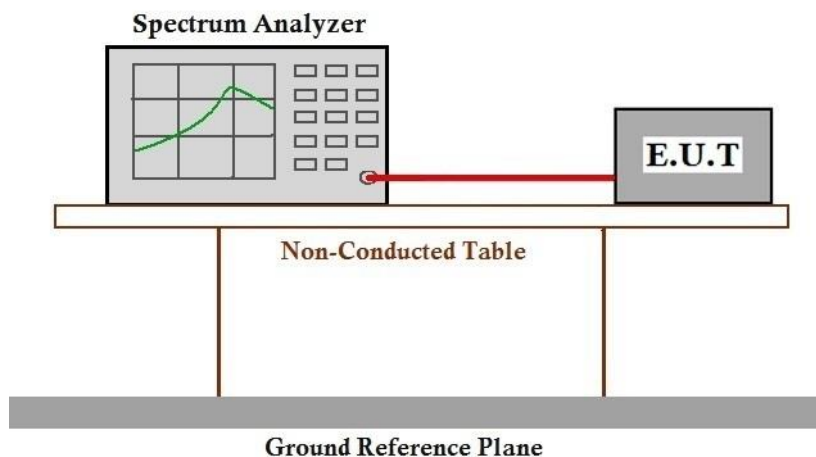 Spectrum Analyzer
E.U.T
Non-Conducted Table
Ground Reference Plane